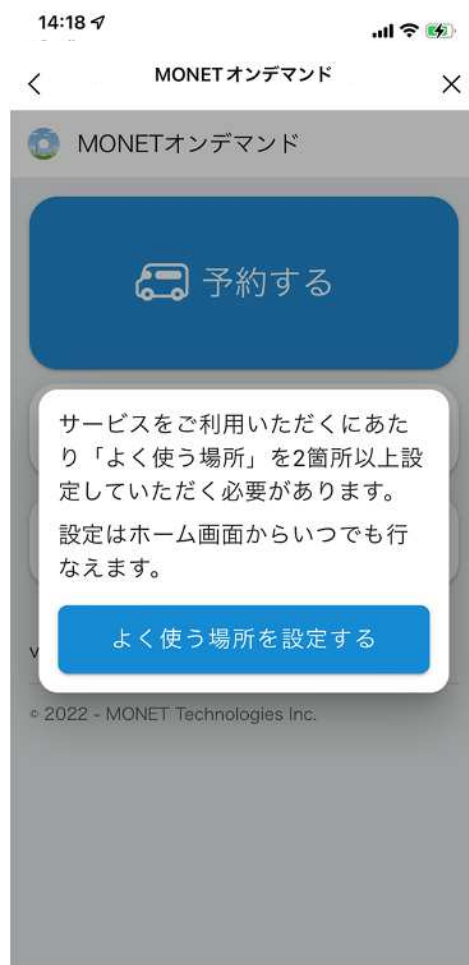 14:18
MONETオンデマンド
MONETオンデマンド
予約する
サービスをご利用いただくにあた
り「よく使う場所」を2箇所以上設
定していただく必要があります。
設定はホーム画面からいつでも行
なえます。
よく使う場所を設定する
v
© 2022 - MONET Technologies Inc.